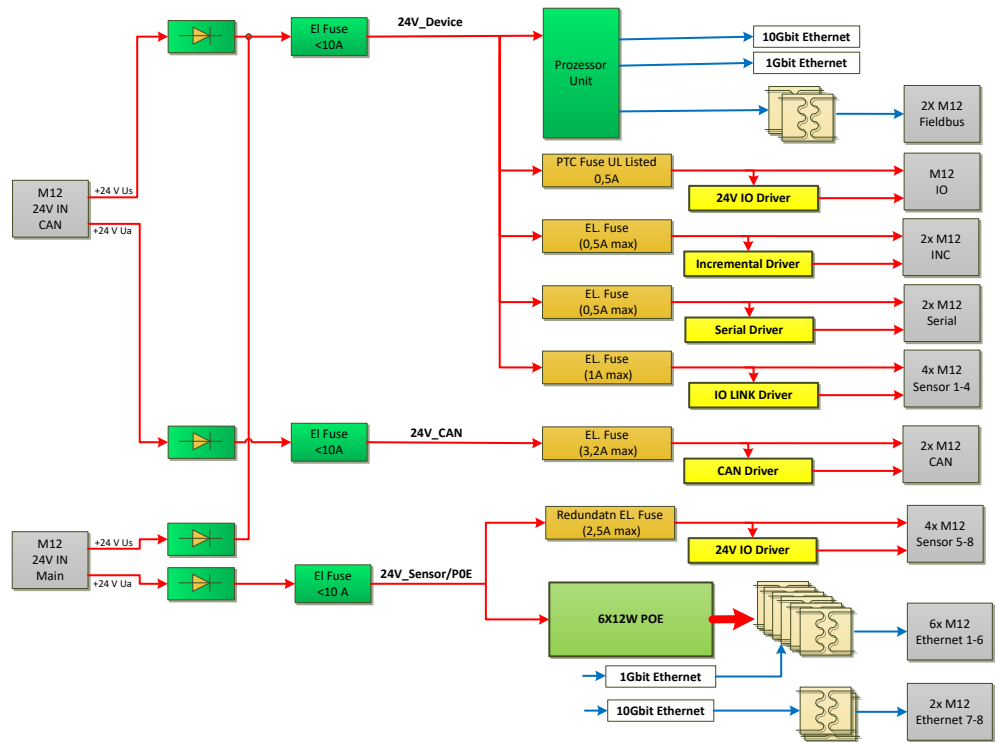 El Fuse
<10A
24V_Device
Prozessor
Unit
10Gbit Ethernet
1Gbit Ethernet
2X M12
Fieldbus
M12
24V IN
CAN
+24 V Us
+24 V Ua
PTC Fuse UL Listed
0,5A
24V IO Driver
M12
IO
EL. Fuse
(0,5A max)
Incremental Driver
2x M12
INC
EL. Fuse
(0,5A max)
Serial Driver
2x M12
Serial
EL. Fuse
(1A max)
IO LINK Driver
4x M12
Sensor 1-4
El Fuse
<10A
24V_CAN
EL. Fuse
(3,2A max)
CAN Driver
2x M12
CAN
M12
24V IN
Main
+24 V Us
+24 V Ua
El Fuse
<10 A
24V_Sensor/P0E
Redundatn EL. Fuse
(2,5A max)
24V IO Driver
4x M12
Sensor 5-8
6X12W POE
6x M12
Ethernet 1-6
1Gbit Ethernet
10Gbit Ethernet
2x M12
Ethernet 7-8